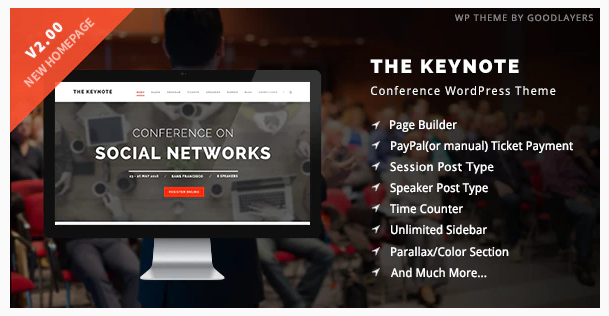 V2.00
NEW HOMEPAGE
WP THEME BY GOODLAYERS
THE KEYNOTE
Conference WordPress Theme
Page Builder
PayPal(or manual) Ticket Payment
Session Post Type
Speaker Post Type
Time Counter
Unlimited Sidebar
Parallax/Color Section
And Much More...
THE KEYNOTE
CONFERENCE ON
SOCIAL NETWORKS
REGISTER ONLINE